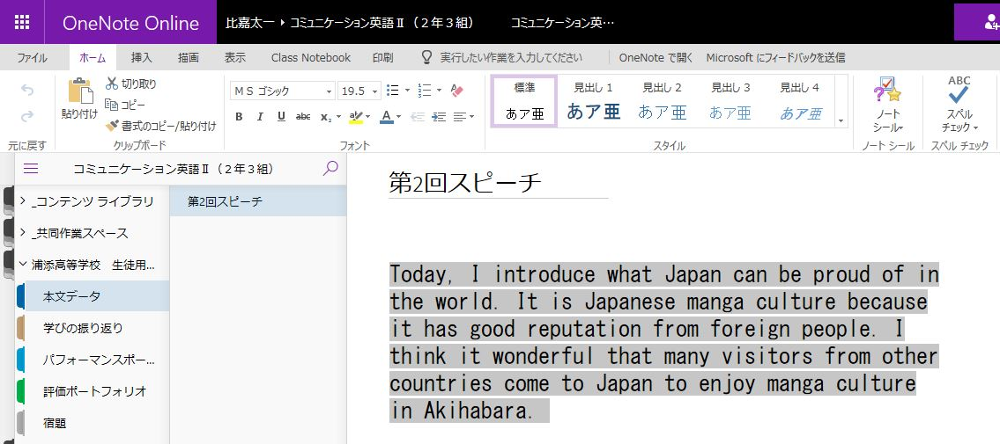 OneNote Online
比嘉太一 ▸ コミュニケーション英語Ⅱ（２年３組）
コミュニケーション英…
ファイル ホーム 挿入 描画 表示 Class Notebook 印刷 実行したい作業を入力してください OneNote で開く Microsoft にフィードバックを送信
元に戻す
貼り付け
切り取り
コピー
書式のコピー/貼り付け
クリップボード
ＭＳ ゴシック 19.5
B I U abc x₂ A
フォント
標準 見出し 1 見出し 2 見出し 3 見出し 4
あア亜 あア亜 あア亜 あア亜 あア亜
スタイル
ノート
シール
ノート シール
ABC
スペル
チェック
スペル チェック
コミュニケーション英語Ⅱ（２年３組）
_コンテンツ ライブラリ
_共同作業スペース
浦添高等学校　生徒用...
本文データ
学びの振り返り
パフォーマンスポー...
評価ポートフォリオ
宿題
第2回スピーチ
第2回スピーチ
Today, I introduce what Japan can be proud of in
the world. It is Japanese manga culture because
it has good reputation from foreign people. I
think it wonderful that many visitors from other
countries come to Japan to enjoy manga culture
in Akihabara.